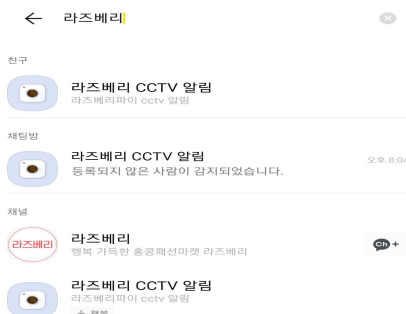 라즈베리
친구
라즈베리 CCTV 알림
라즈베리파이 cctv 알림
채팅방
라즈베리 CCTV 알림
오후 8:04
등록되지 않은 사람이 감지되었습니다.
채널
라즈베리
라즈베리
행복 가득한 홍콩패션마켓 라즈베리
Ch+
라즈베리 CCTV 알림
라즈베리파이 cctv 알림